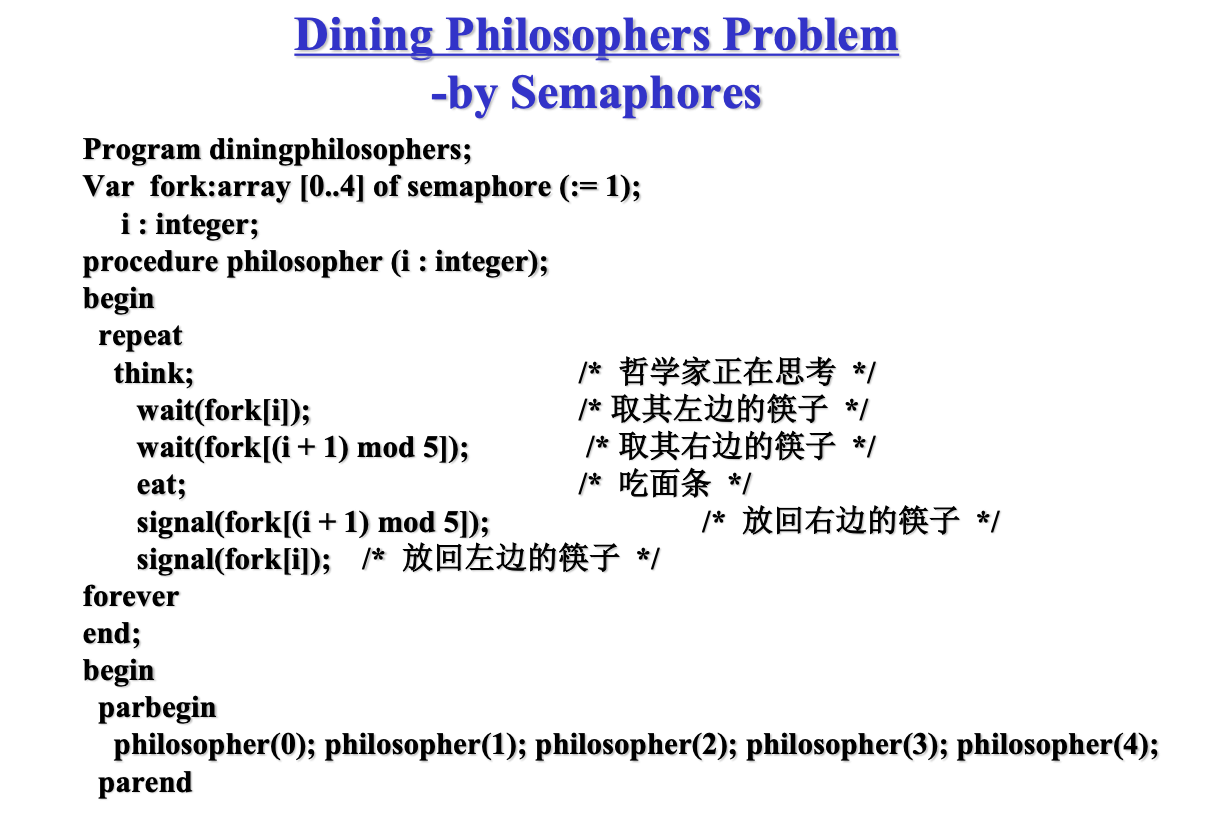 Dining Philosophers Problem
-by Semaphores
Program diningphilosophers;
Var fork:array [0..4] of semaphore (:= 1);
i : integer;
procedure philosopher (i : integer);
begin
repeat
think; /* 哲学家正在思考 */
wait(fork[i]); /* 取其左边的筷子 */
wait(fork[(i + 1) mod 5]); /* 取其右边的筷子 */
eat; /* 吃面条 */
signal(fork[(i + 1) mod 5]); /* 放回右边的筷子 */
signal(fork[i]); /* 放回左边的筷子 */
forever
end;
begin
parbegin
philosopher(0); philosopher(1); philosopher(2); philosopher(3); philosopher(4);
parend